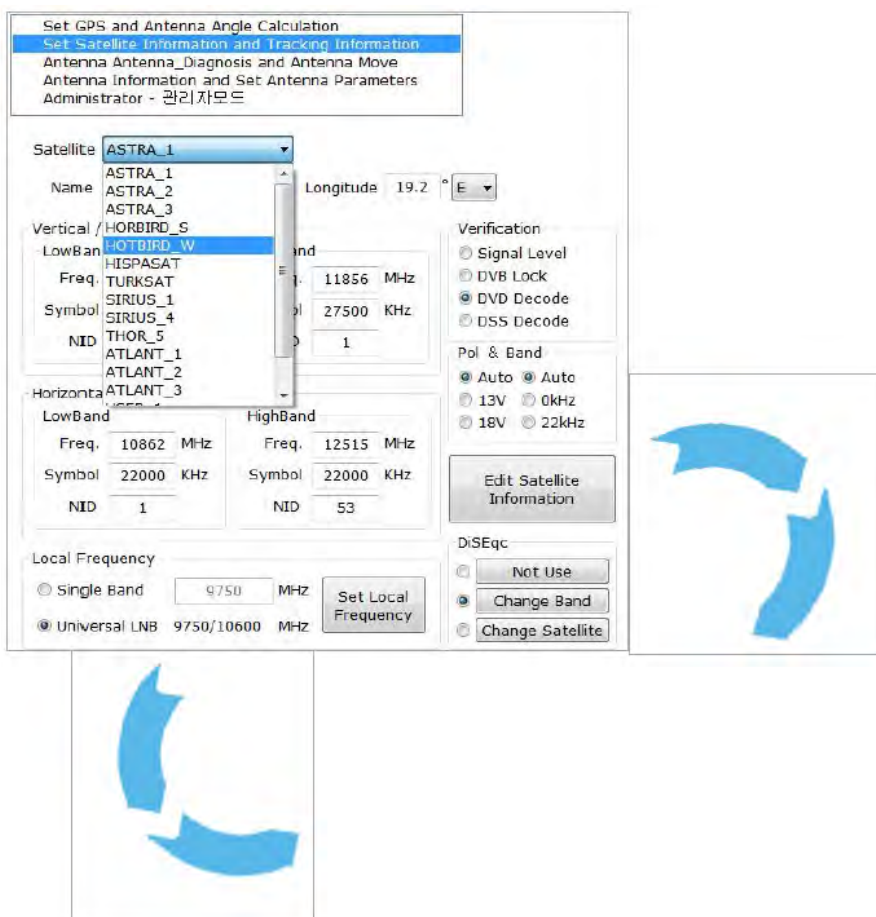 Set GPS and Antenna Angle Calculation
Set Satellite Information and Tracking Information
Antenna Antenna_Diagnosis and Antenna Move
Antenna Information and Set Antenna Parameters
Administrator - 관리자모드
Satellite ASTRA_1
ASTRA_1
Name ASTRA_2 Longitude 19.2 ° E
ASTRA_3
Vertical / HORBIRD_S Verification
LowBan HOTBIRD_W and Signal Level
HISPASAT
Freq. TURKSAT 11856 MHz DVB Lock
SIRIUS_1 DVD Decode
Symbol SIRIUS_4 27500 KHz DSS Decode
THOR_5
NID ATLANT_1 1
ATLANT_2 Pol & Band
ATLANT_3 Auto Auto
Horizonta 13V 0kHz
LowBand HighBand 18V 22kHz
Freq. 10862 MHz Freq. 12515 MHz
Symbol 22000 KHz Symbol 22000 KHz
NID 1 NID 53
Edit Satellite
Information
Local Frequency DiSEqc
Single Band 9750 MHz Not Use
Set Local
Frequency Change Band
Universal LNB 9750/10600 MHz Change Satellite